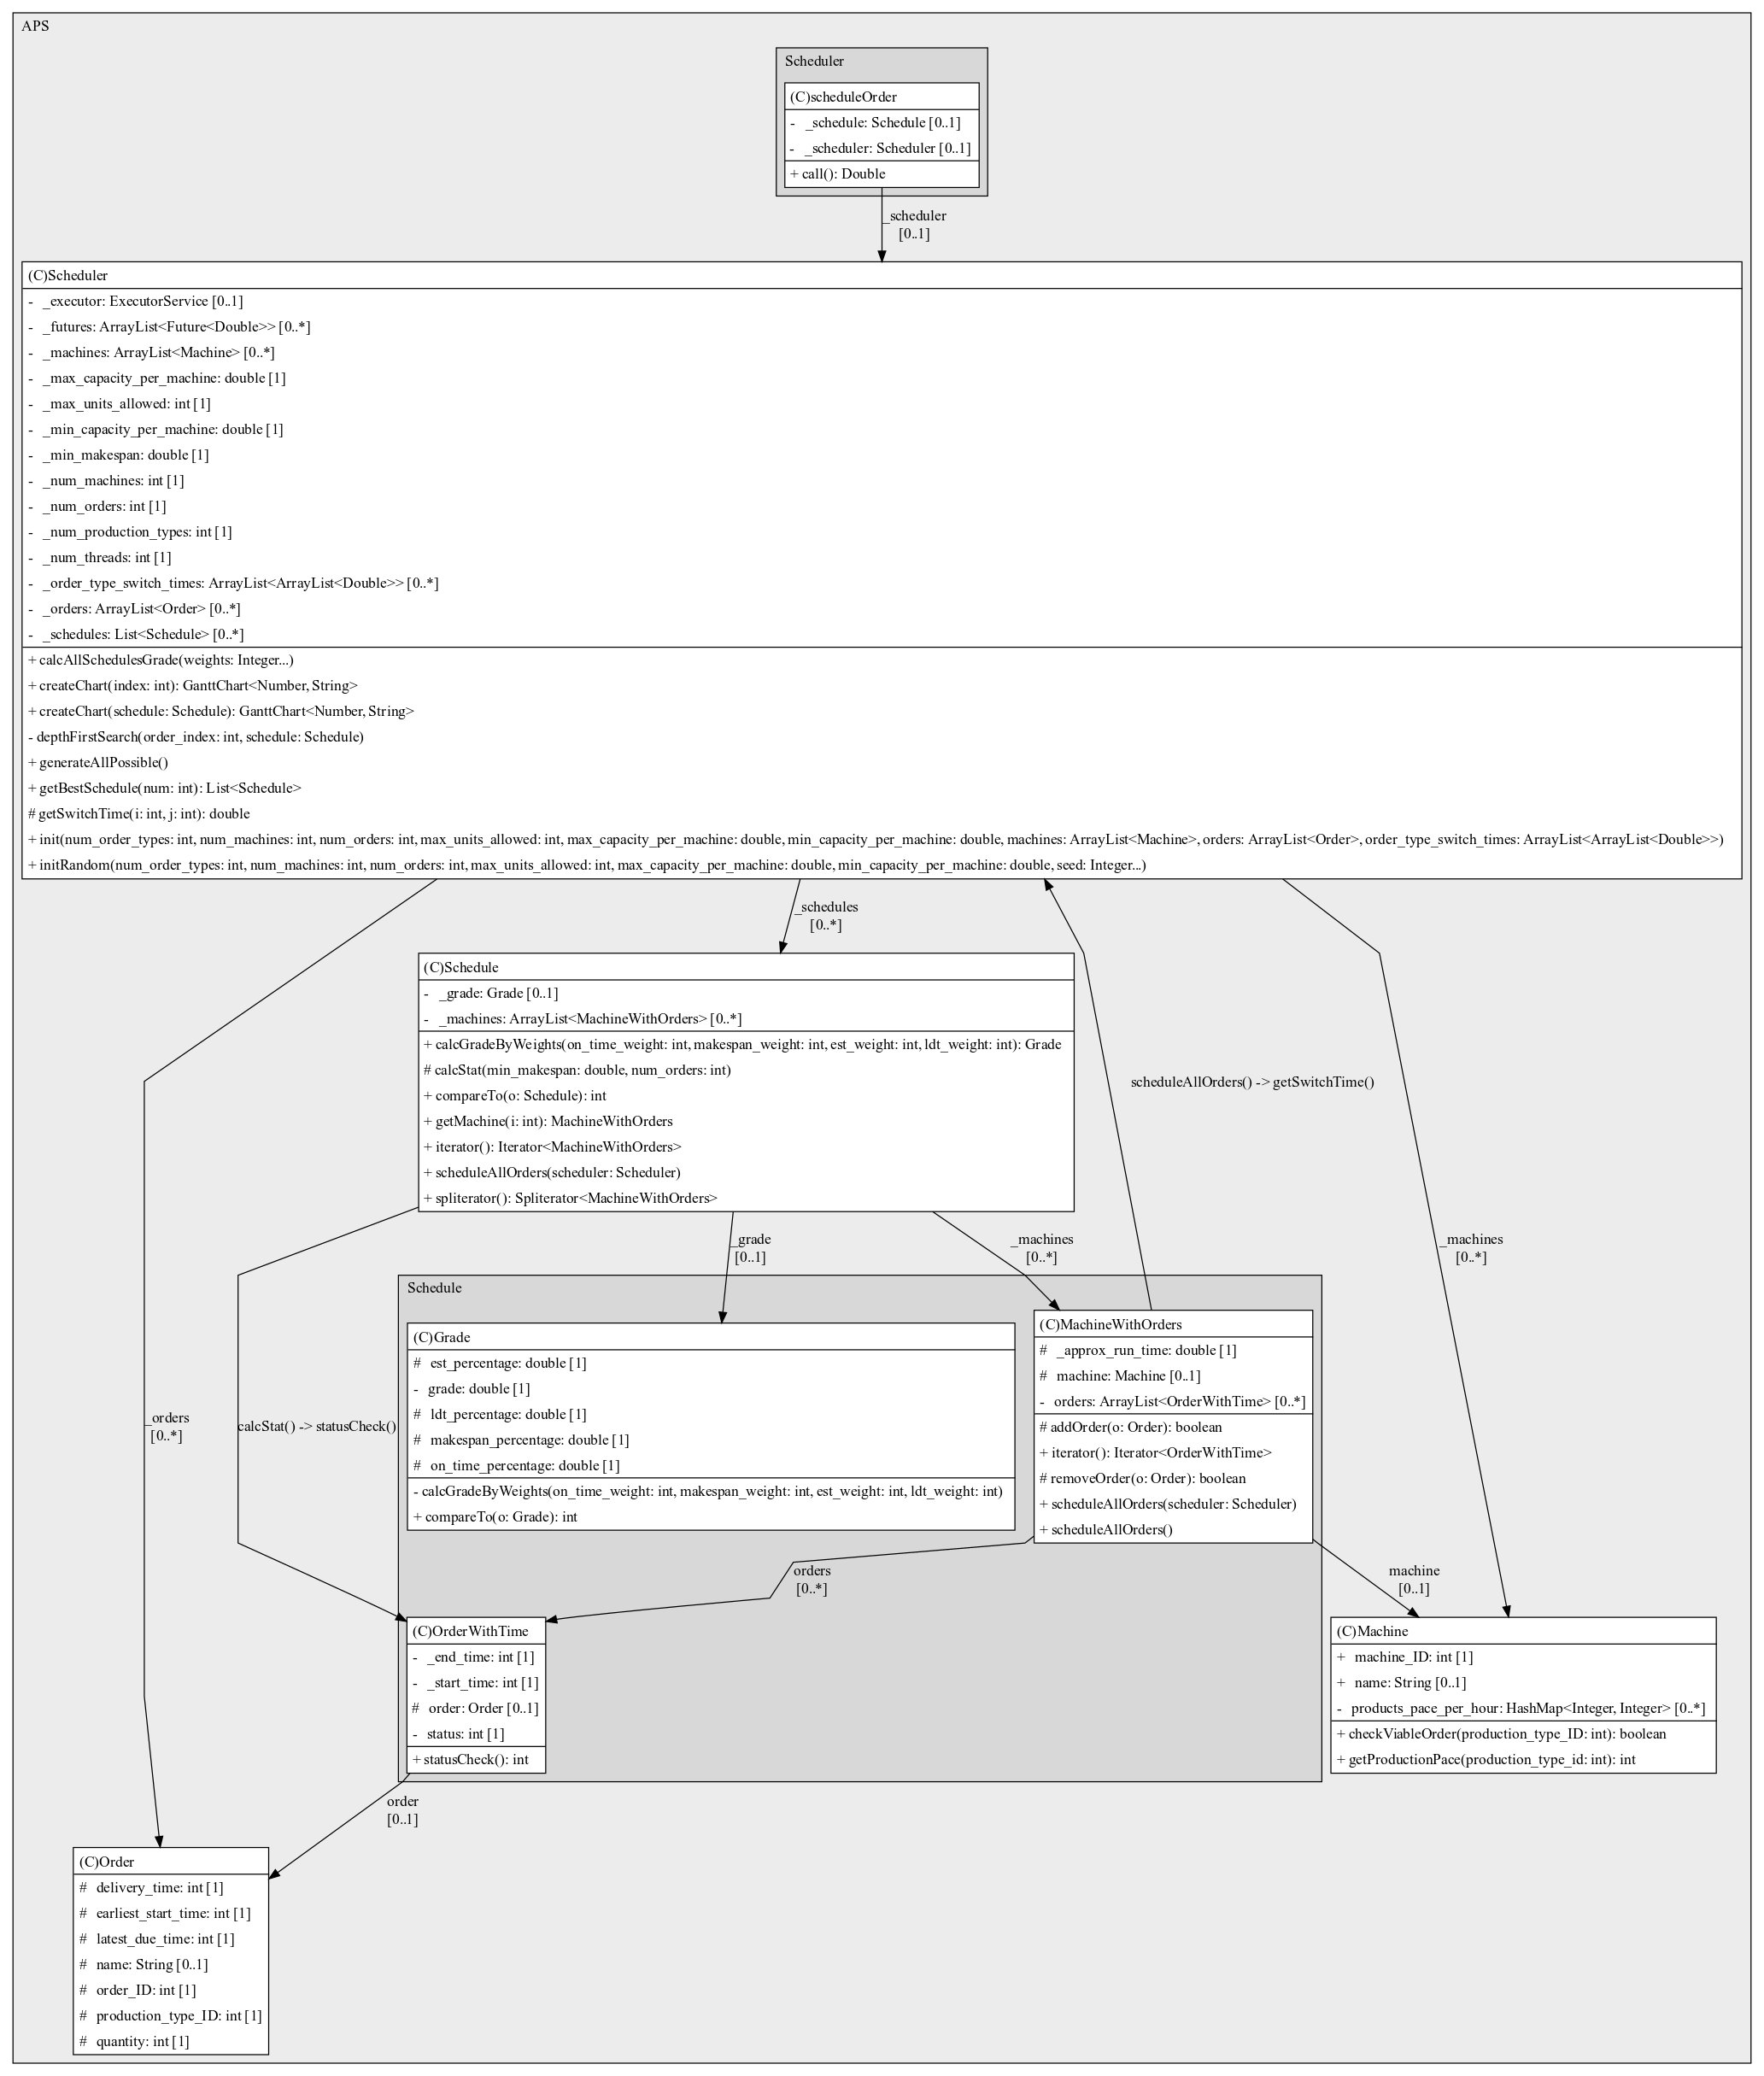 APS
Scheduler
(C)scheduleOrder
- _schedule: Schedule [0..1]
- _scheduler: Scheduler [0..1]
+ call(): Double
_scheduler
[0..1]
(C)Scheduler
- _executor: ExecutorService [0..1]
- _futures: ArrayList<Future<Double>> [0..*]
- _machines: ArrayList<Machine> [0..*]
- _max_capacity_per_machine: double [1]
- _max_units_allowed: int [1]
- _min_capacity_per_machine: double [1]
- _min_makespan: double [1]
- _num_machines: int [1]
- _num_orders: int [1]
- _num_production_types: int [1]
- _num_threads: int [1]
- _order_type_switch_times: ArrayList<ArrayList<Double>> [0..*]
- _orders: ArrayList<Order> [0..*]
- _schedules: List<Schedule> [0..*]
+ calcAllSchedulesGrade(weights: Integer...)
+ createChart(index: int): GanttChart<Number, String>
+ createChart(schedule: Schedule): GanttChart<Number, String>
- depthFirstSearch(order_index: int, schedule: Schedule)
+ generateAllPossible()
+ getBestSchedule(num: int): List<Schedule>
# getSwitchTime(i: int, j: int): double
+ init(num_order_types: int, num_machines: int, num_orders: int, max_units_allowed: int, max_capacity_per_machine: double, min_capacity_per_machine: double, machines: ArrayList<Machine>, orders: ArrayList<Order>, order_type_switch_times: ArrayList<ArrayList<Double>>)
+ initRandom(num_order_types: int, num_machines: int, num_orders: int, max_units_allowed: int, max_capacity_per_machine: double, min_capacity_per_machine: double, seed: Integer...)
_schedules
[0..*]
(C)Schedule
- _grade: Grade [0..1]
- _machines: ArrayList<MachineWithOrders> [0..*]
+ calcGradeByWeights(on_time_weight: int, makespan_weight: int, est_weight: int, ldt_weight: int): Grade
# calcStat(min_makespan: double, num_orders: int)
+ compareTo(o: Schedule): int
+ getMachine(i: int): MachineWithOrders
+ iterator(): Iterator<MachineWithOrders>
+ scheduleAllOrders(scheduler: Scheduler)
+ spliterator(): Spliterator<MachineWithOrders>
scheduleAllOrders() -> getSwitchTime()
_grade
[0..1]
_machines
[0..*]
_machines
[0..*]
Schedule
(C)Grade
# est_percentage: double [1]
- grade: double [1]
# ldt_percentage: double [1]
# makespan_percentage: double [1]
# on_time_percentage: double [1]
- calcGradeByWeights(on_time_weight: int, makespan_weight: int, est_weight: int, ldt_weight: int)
+ compareTo(o: Grade): int
(C)MachineWithOrders
# _approx_run_time: double [1]
# machine: Machine [0..1]
- orders: ArrayList<OrderWithTime> [0..*]
# addOrder(o: Order): boolean
+ iterator(): Iterator<OrderWithTime>
# removeOrder(o: Order): boolean
+ scheduleAllOrders(scheduler: Scheduler)
+ scheduleAllOrders()
_orders
[0..*]
calcStat() -> statusCheck()
orders
[0..*]
machine
[0..1]
(C)OrderWithTime
- _end_time: int [1]
- _start_time: int [1]
# order: Order [0..1]
- status: int [1]
+ statusCheck(): int
(C)Machine
+ machine_ID: int [1]
+ name: String [0..1]
- products_pace_per_hour: HashMap<Integer, Integer> [0..*]
+ checkViableOrder(production_type_ID: int): boolean
+ getProductionPace(production_type_id: int): int
order
[0..1]
(C)Order
# delivery_time: int [1]
# earliest_start_time: int [1]
# latest_due_time: int [1]
# name: String [0..1]
# order_ID: int [1]
# production_type_ID: int [1]
# quantity: int [1]